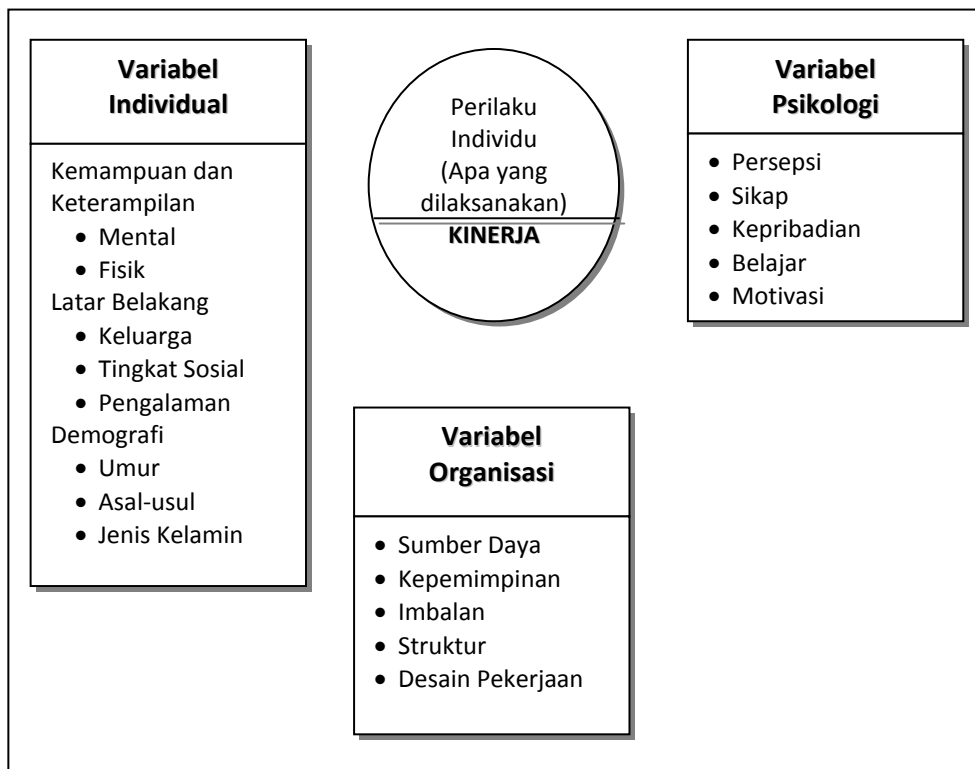 Variabel
Individual
Kemampuan dan
Keterampilan
• Mental
• Fisik
Latar Belakang
• Keluarga
• Tingkat Sosial
• Pengalaman
Demografi
• Umur
• Asal-usul
• Jenis Kelamin
Perilaku
Individu
(Apa yang
dilaksanakan)
KINERJA
Variabel
Psikologi
• Persepsi
• Sikap
• Kepribadian
• Belajar
• Motivasi
Variabel
Organisasi
• Sumber Daya
• Kepemimpinan
• Imbalan
• Struktur
• Desain Pekerjaan